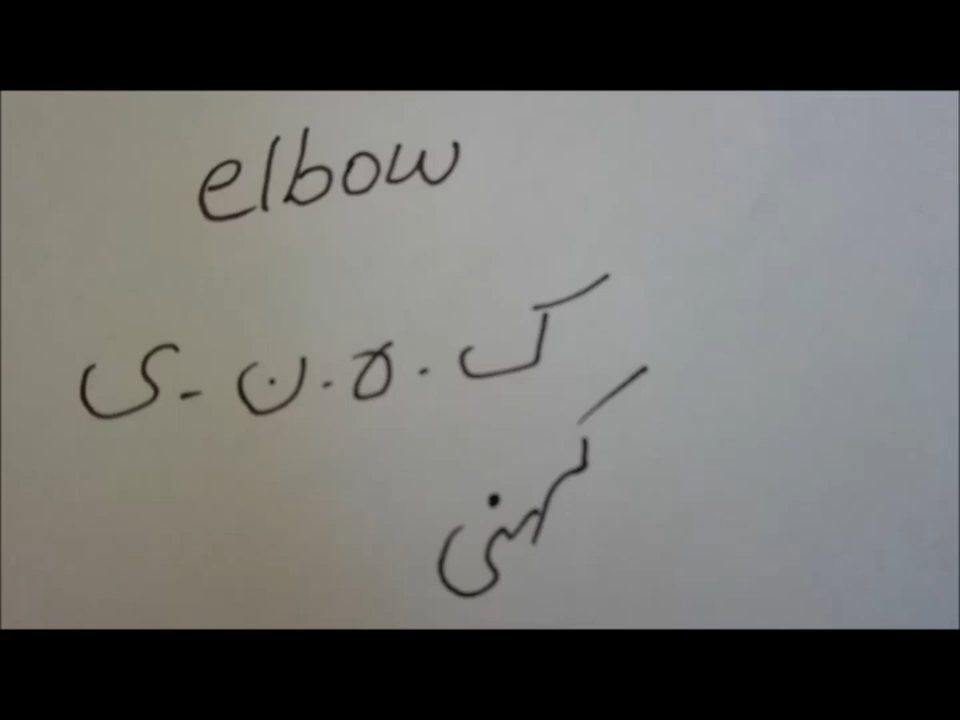 elbow
ک . ہ . ن - ی
کہنی